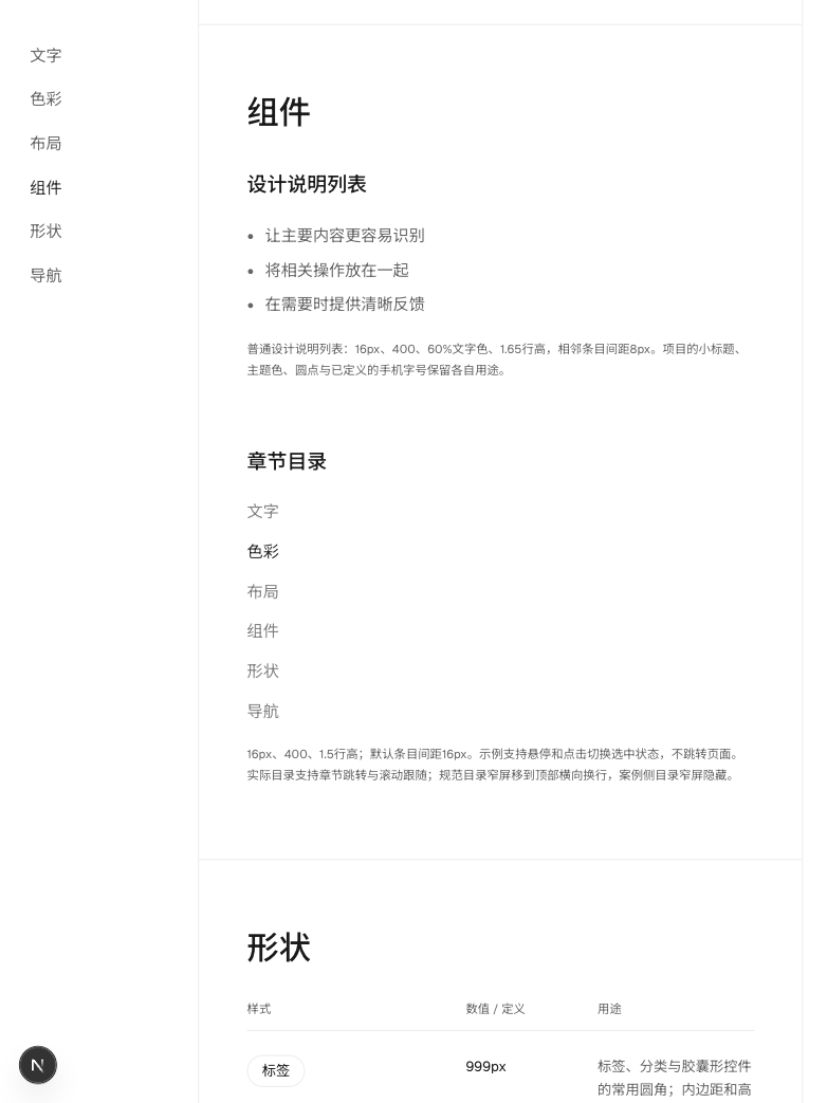 文字
色彩
布局
组件
形状
导航
组件
设计说明列表
• 让主要内容更容易识别
• 将相关操作放在一起
• 在需要时提供清晰反馈
普通设计说明列表：16px、400、60%文字色、1.65行高，相邻条目间距8px。项目的小标题、
主题色、圆点与已定义的手机字号保留各自用途。
章节目录
文字
色彩
布局
组件
形状
导航
16px、400、1.5行高；默认条目间距16px。示例支持悬停和点击切换选中状态，不跳转页面。
实际目录支持章节跳转与滚动跟随；规范目录窄屏移到顶部横向换行，案例侧目录窄屏隐藏。
形状
样式 数值 / 定义 用途
标签 999px 标签、分类与胶囊形控件
的常用圆角；内边距和高
N